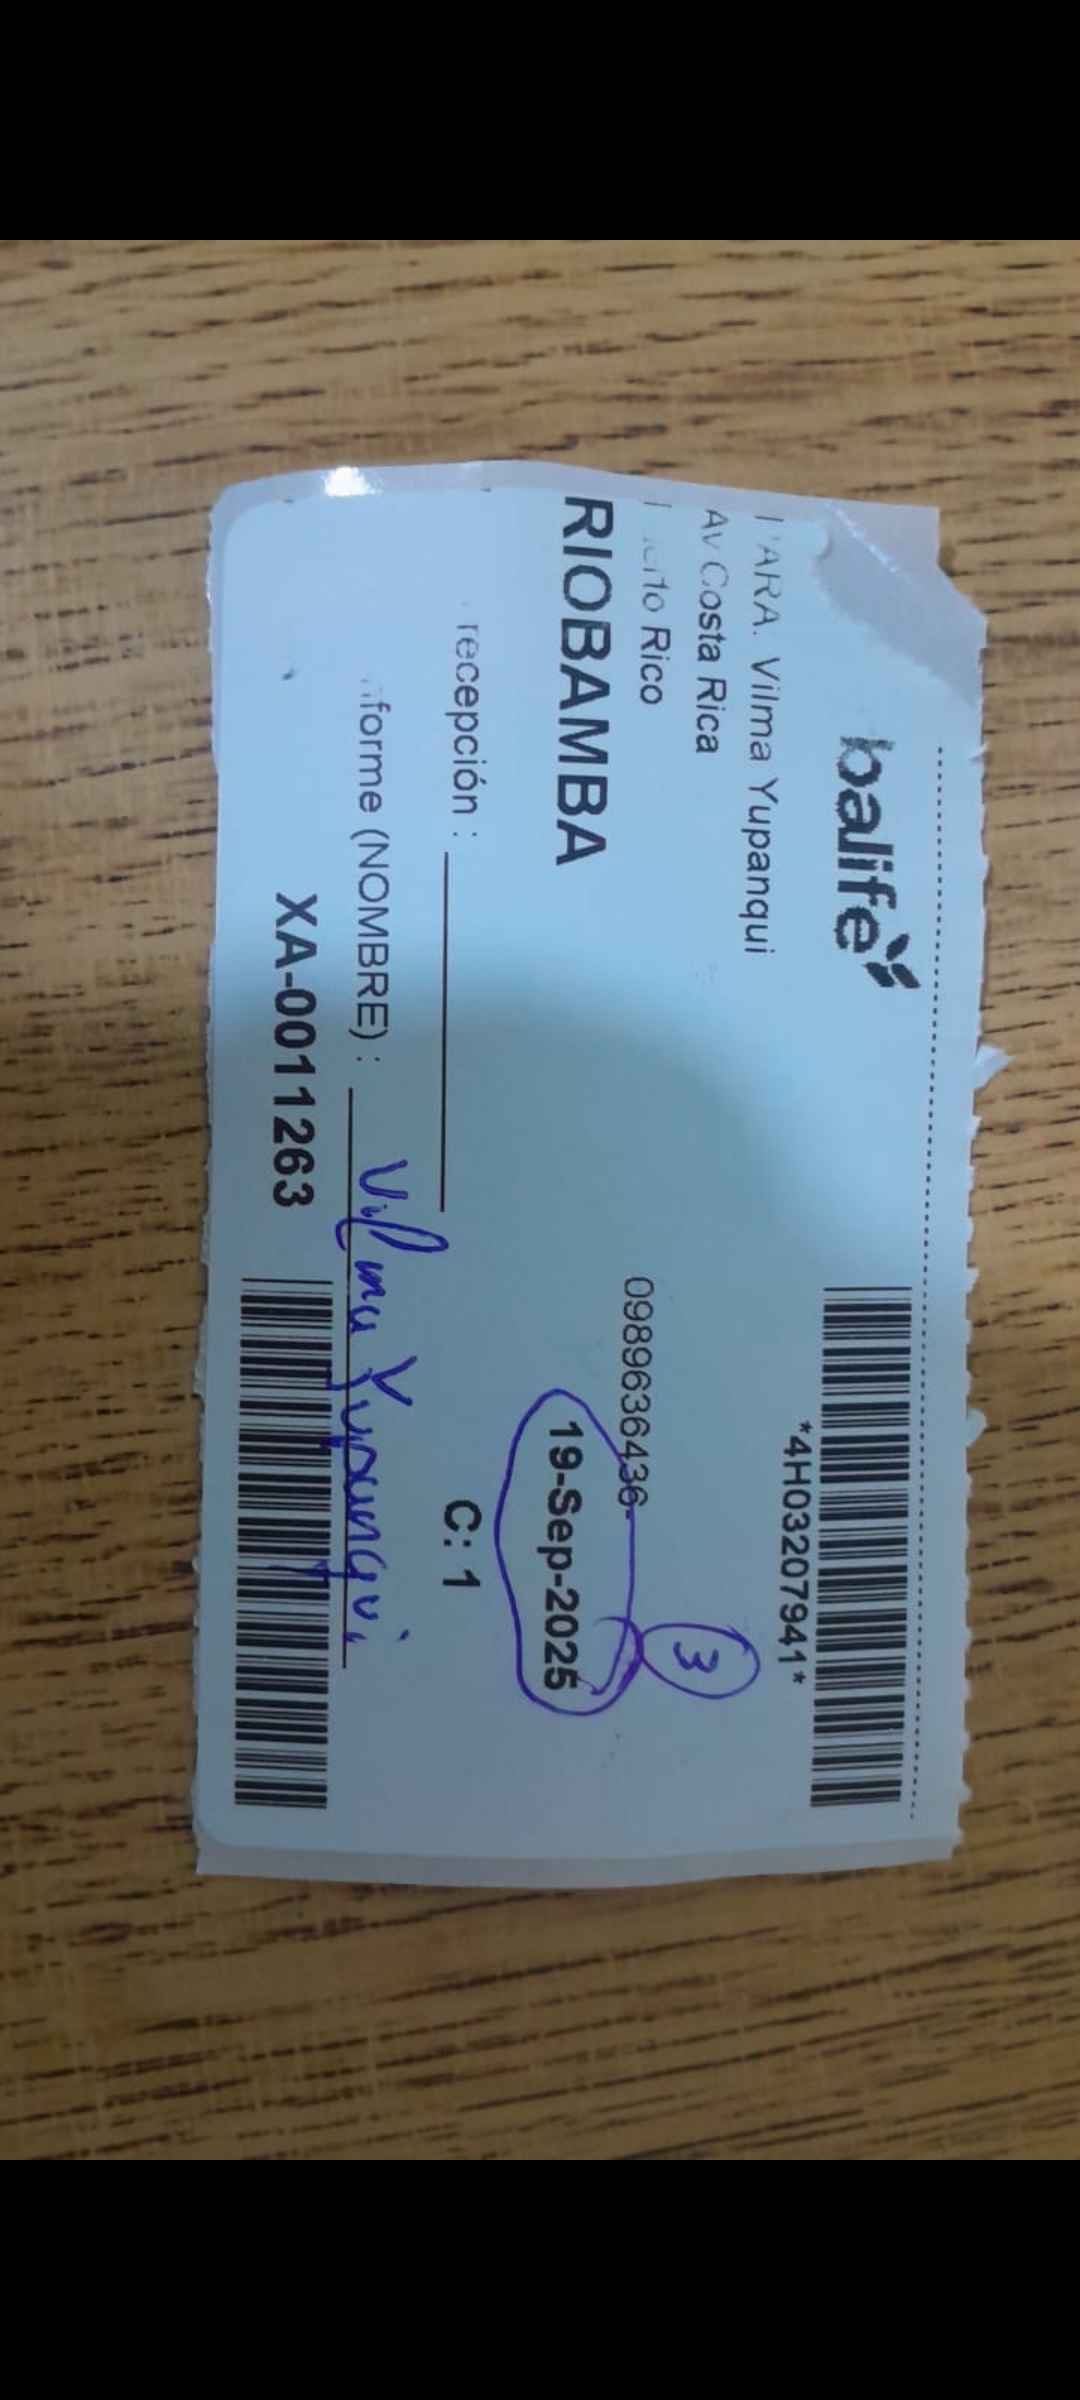 balife
*4H03207941*
PARA. Vilma Yupanqui
Av Costa Rica
Rico 0989636436
3
RIOBAMBA 19-Sep-2025
recepción : C: 1
(NOMBRE) : Vilma Yupanqui
XA-0011263